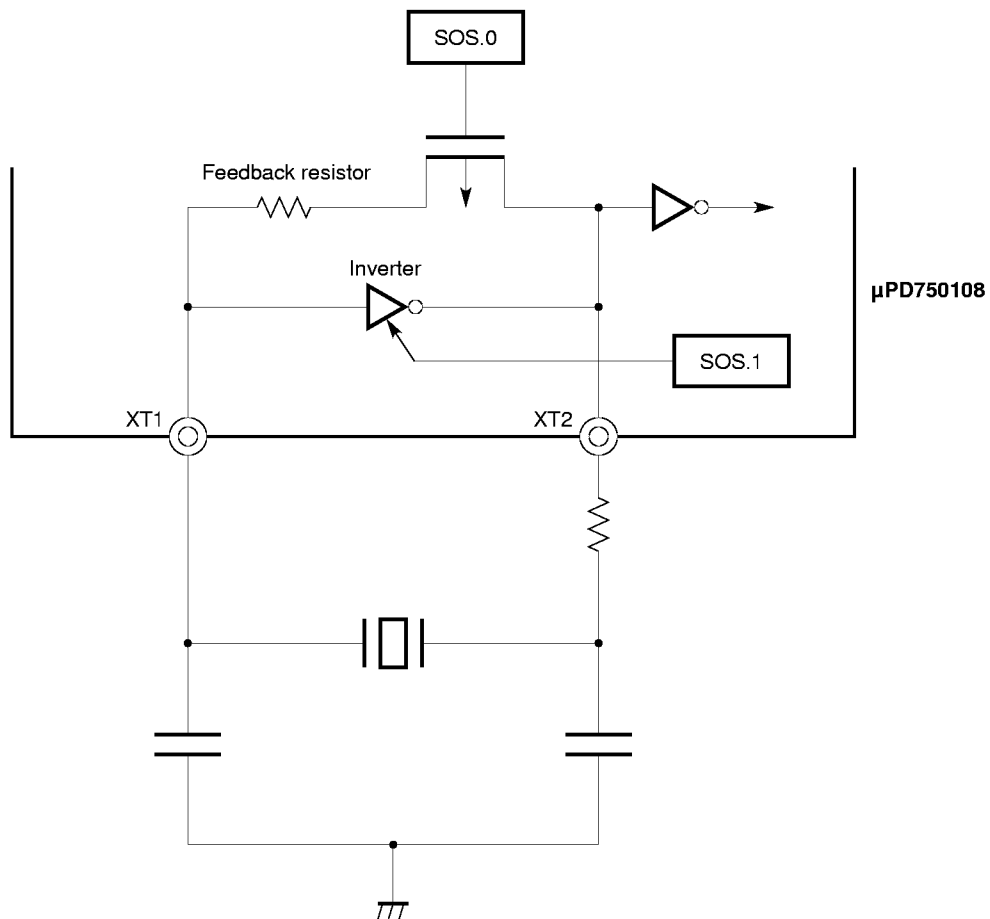 SOS.0
Feedback resistor
Inverter
µPD750108
SOS.1
XT1
XT2